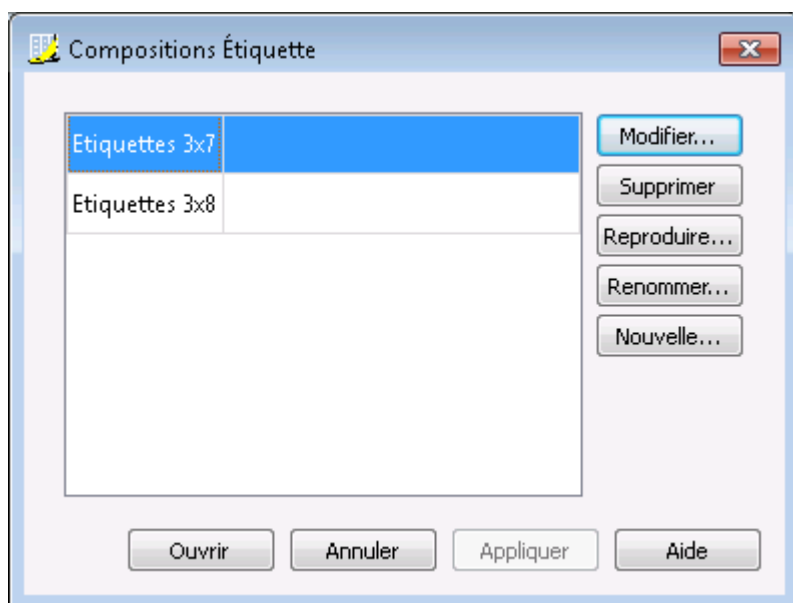 Compositions Étiquette
Etiquettes 3x7
Etiquettes 3x8
Modifier...
Supprimer
Reproduire...
Renommer...
Nouvelle...
Ouvrir
Annuler
Appliquer
Aide